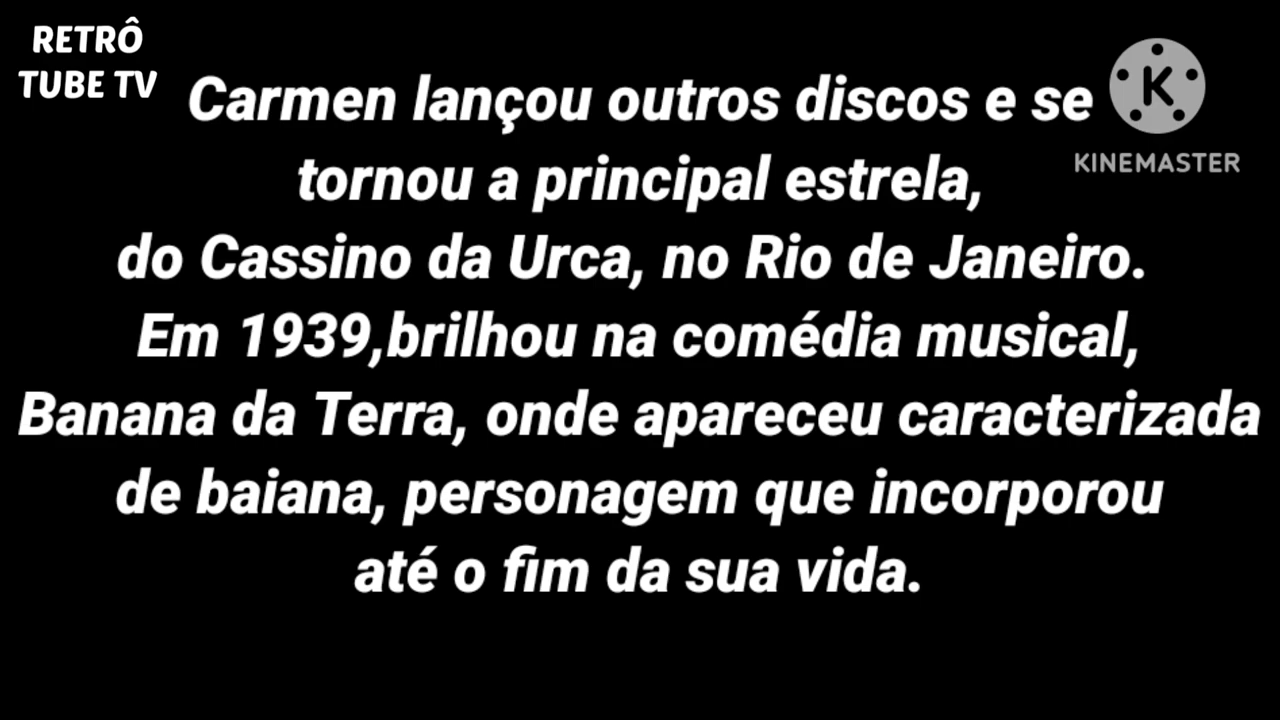 RETRÔ
TUBE TV
KINEMASTER
Carmen lançou outros discos e se
tornou a principal estrela,
do Cassino da Urca, no Rio de Janeiro.
Em 1939,brilhou na comédia musical,
Banana da Terra, onde apareceu caracterizada
de baiana, personagem que incorporou
até o fim da sua vida.